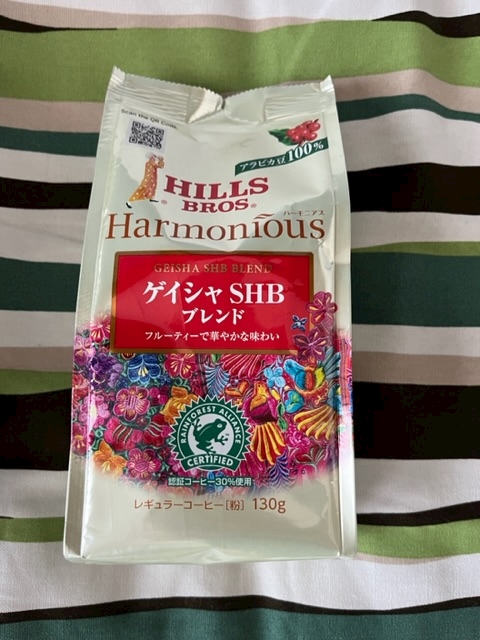 Scan the QR Code.
アラビカ豆100%
HILLS
BROS®
ハーモニアス
Harmonious
GEISHA SHB BLEND
ゲイシャ SHB
ブレンド
フルーティーで華やかな味わい
RAINFOREST ALLIANCE
CERTIFIED
認証コーヒー30%使用
レギュラーコーヒー[粉] 130g